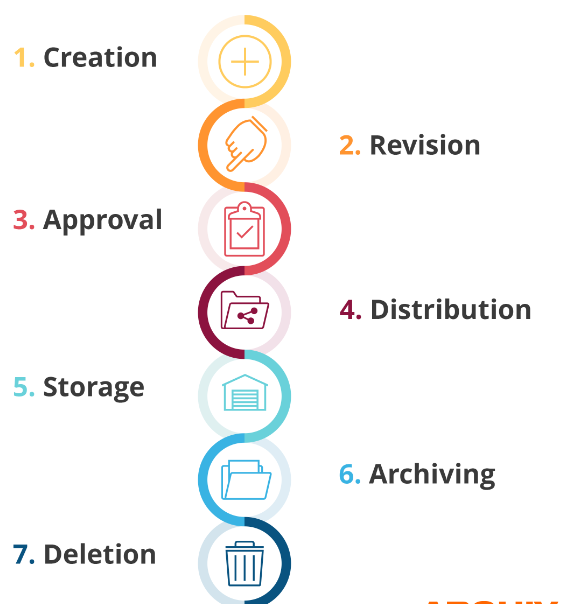 1. Creation
2. Revision
3. Approval
4. Distribution
5. Storage
6. Archiving
7. Deletion